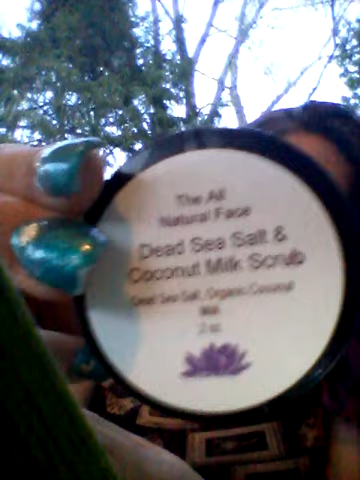 The All
Natural Face
Dead Sea Salt &
Coconut Milk Scrub
Dead Sea Salt, Organic Coconut
Milk
2 oz